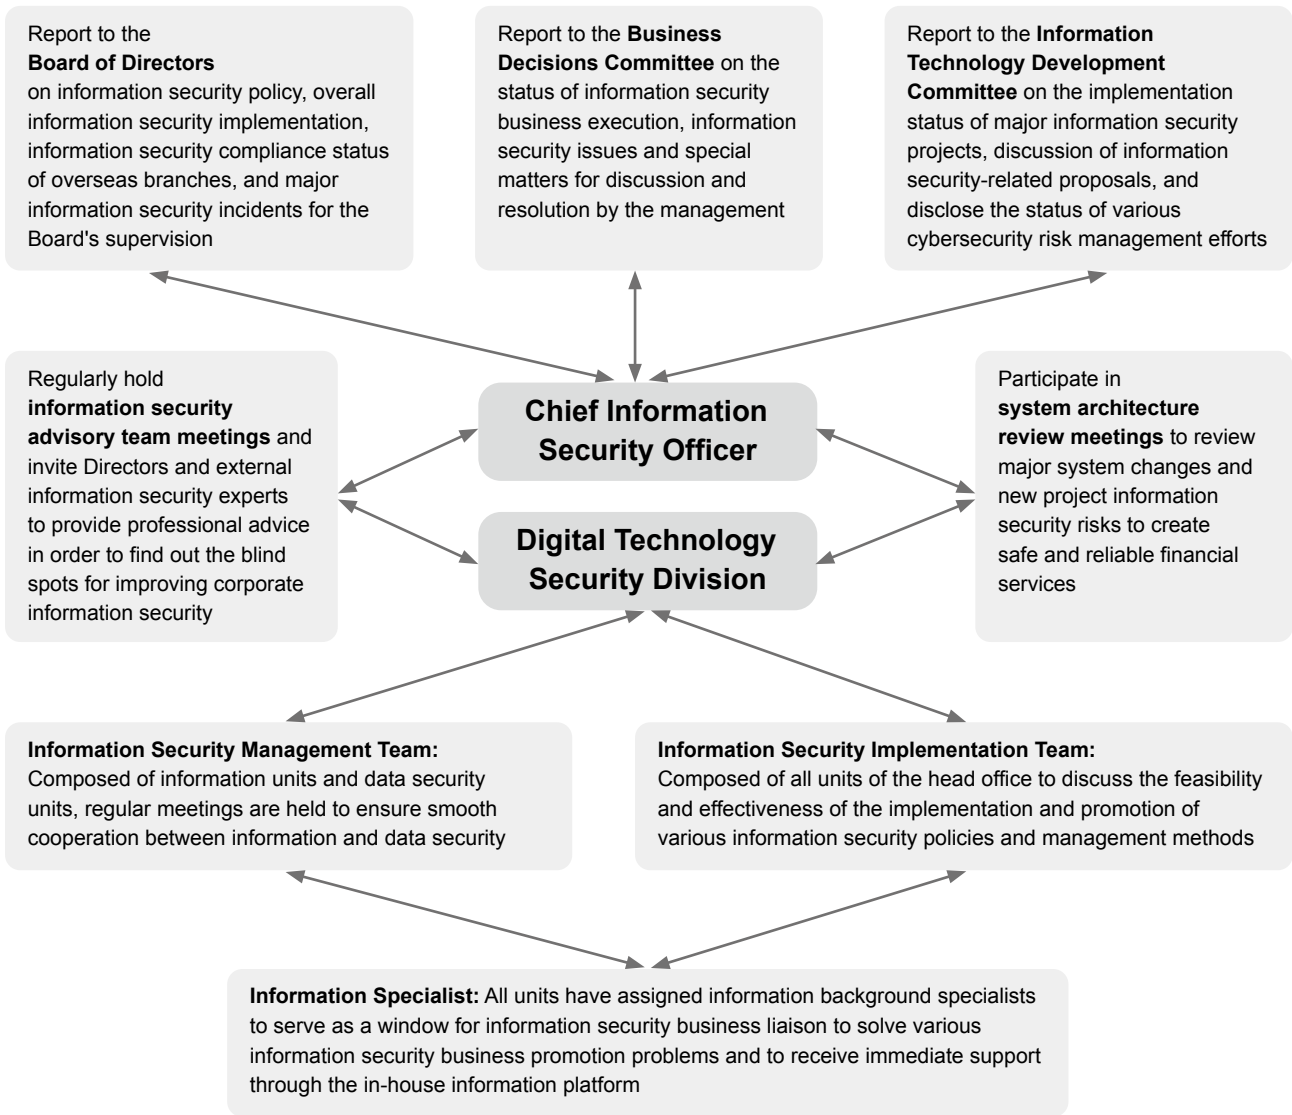 Report to the
Board of Directors
on information security policy, overall
information security implementation,
information security compliance status
of overseas branches, and major
information security incidents for the
Board's supervision
Report to the Business
Decisions Committee on the
status of information security
business execution, information
security issues and special
matters for discussion and
resolution by the management
Report to the Information
Technology Development
Committee on the implementation
status of major information security
projects, discussion of information
security-related proposals, and
disclose the status of various
cybersecurity risk management efforts
Regularly hold
information security
advisory team meetings and
invite Directors and external
information security experts
to provide professional advice
in order to find out the blind
spots for improving corporate
information security
Chief Information
Security Officer
Digital Technology
Security Division
Participate in
system architecture
review meetings to review
major system changes and
new project information
security risks to create
safe and reliable financial
services
Information Security Management Team:
Composed of information units and data security
units, regular meetings are held to ensure smooth
cooperation between information and data security
Information Security Implementation Team:
Composed of all units of the head office to discuss the feasibility
and effectiveness of the implementation and promotion of
various information security policies and management methods
Information Specialist: All units have assigned information background specialists
to serve as a window for information security business liaison to solve various
information security business promotion problems and to receive immediate support
through the in-house information platform